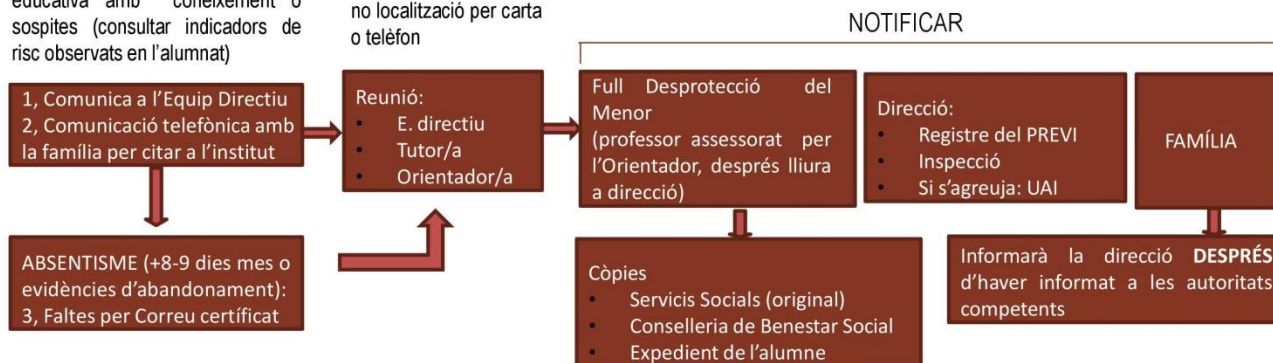 educativa amb coneixement o
sospites (consultar indicadors de
risc observats en l'alumnat)
no localització per carta
o telèfon
NOTIFICAR
1, Comunica a l'Equip Directiu
2, Comunicació telefònica amb
la família per citar a l'institut
Reunió:
• E. directiu
• Tutor/a
• Orientador/a
Full Desprotecció del
Menor
(professor assessorat per
l'Orientador, després lliura
a direcció)
Direcció:
• Registre del PREVI
• Inspecció
• Si s'agreuja: UAI
FAMÍLIA
ABSENTISME (+8-9 dies mes o
evidències d'abandonament):
3, Faltes per Correu certíficat
Còpies
• Servicis Socials (original)
• Conselleria de Benestar Social
• Expedient de l'alumne
Informarà la direcció DESPRÉS
d'haver informat a les autoritats
competents